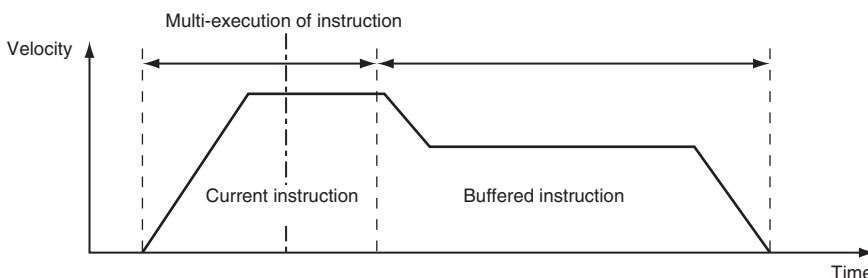 Multi-execution of instruction
Velocity
Current instruction
Buffered instruction
Time